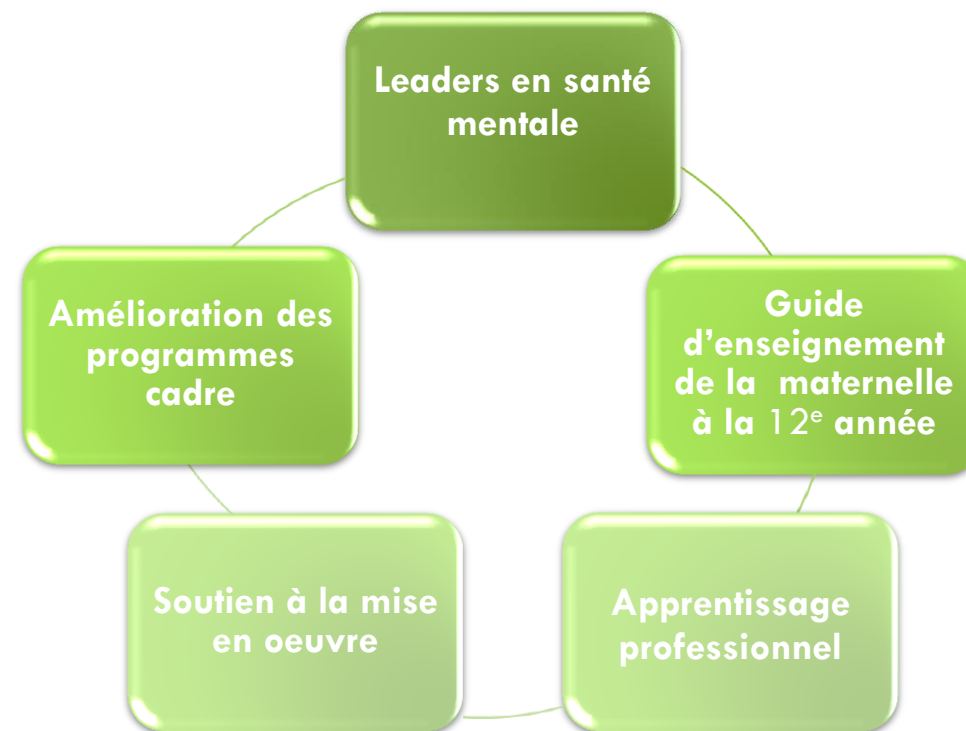 Leaders en santé
mentale
Amélioration des
programmes
cadre
Guide
d'enseignement
de la maternelle
à la 12e année
Soutien à la mise
en oeuvre
Apprentissage
professionnel